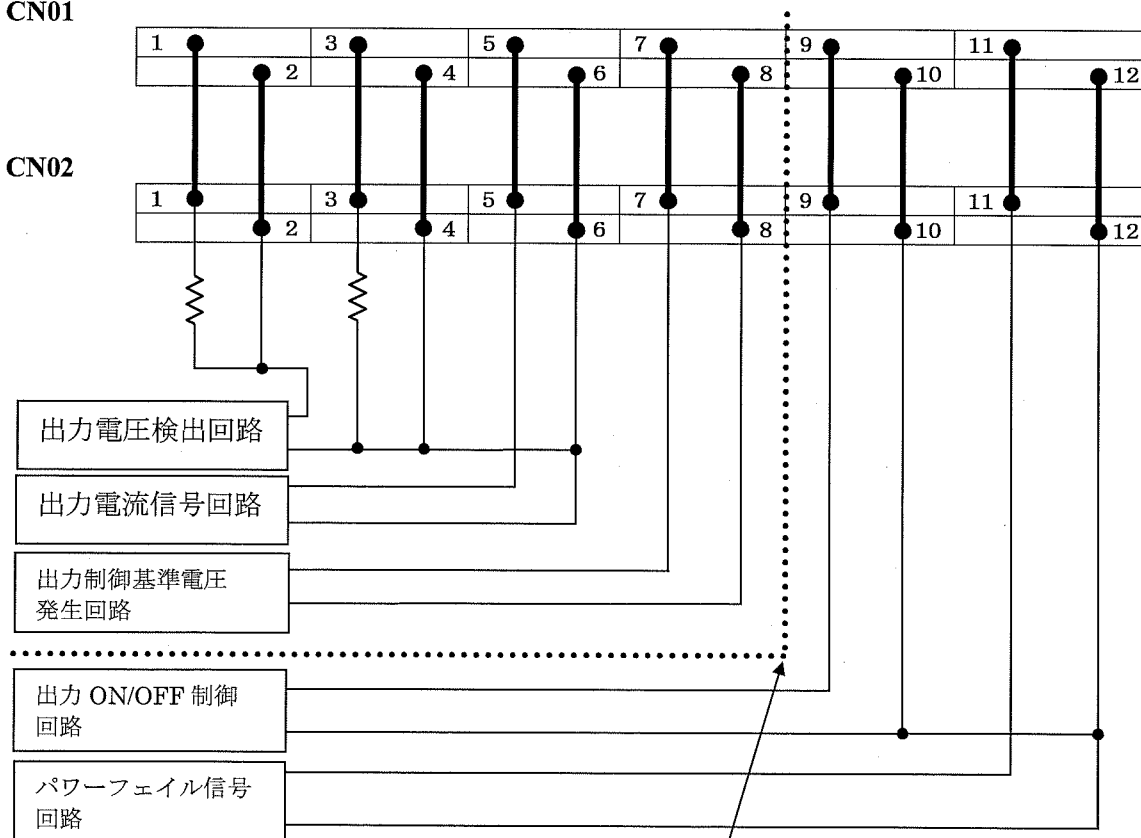 CN01
1 3 5 7 9 11
2 4 6 8 10 12
CN02
1 3 5 7 9 11
2 4 6 8 10 12
出力電圧検出回路
出力電流信号回路
出力制御基準電圧
発生回路
出力 ON/OFF 制御
回路
パワーフェイル信号
回路